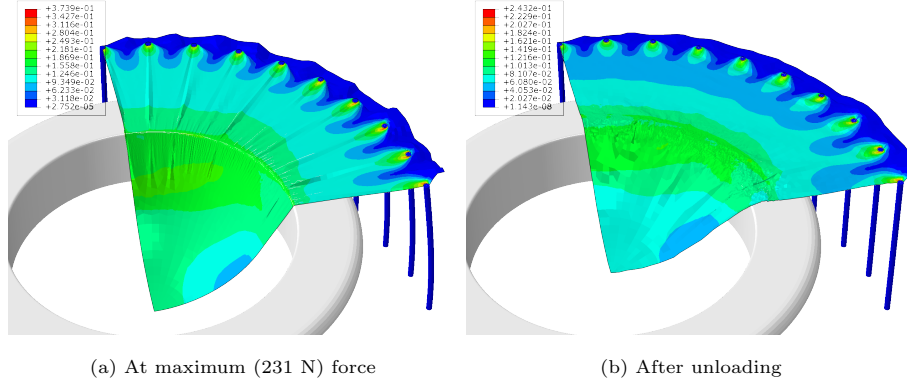 +3.739e-01
+3.427e-01
+3.116e-01
+2.804e-01
+2.493e-01
+2.181e-01
+1.869e-01
+1.558e-01
+1.246e-01
+9.349e-02
+6.233e-02
+3.118e-02
+2.752e-05
+2.432e-01
+2.229e-01
+2.027e-01
+1.824e-01
+1.621e-01
+1.419e-01
+1.216e-01
+1.013e-01
+8.107e-02
+6.080e-02
+4.053e-02
+2.027e-02
+1.143e-08
(a) At maximum (231 N) force
(b) After unloading